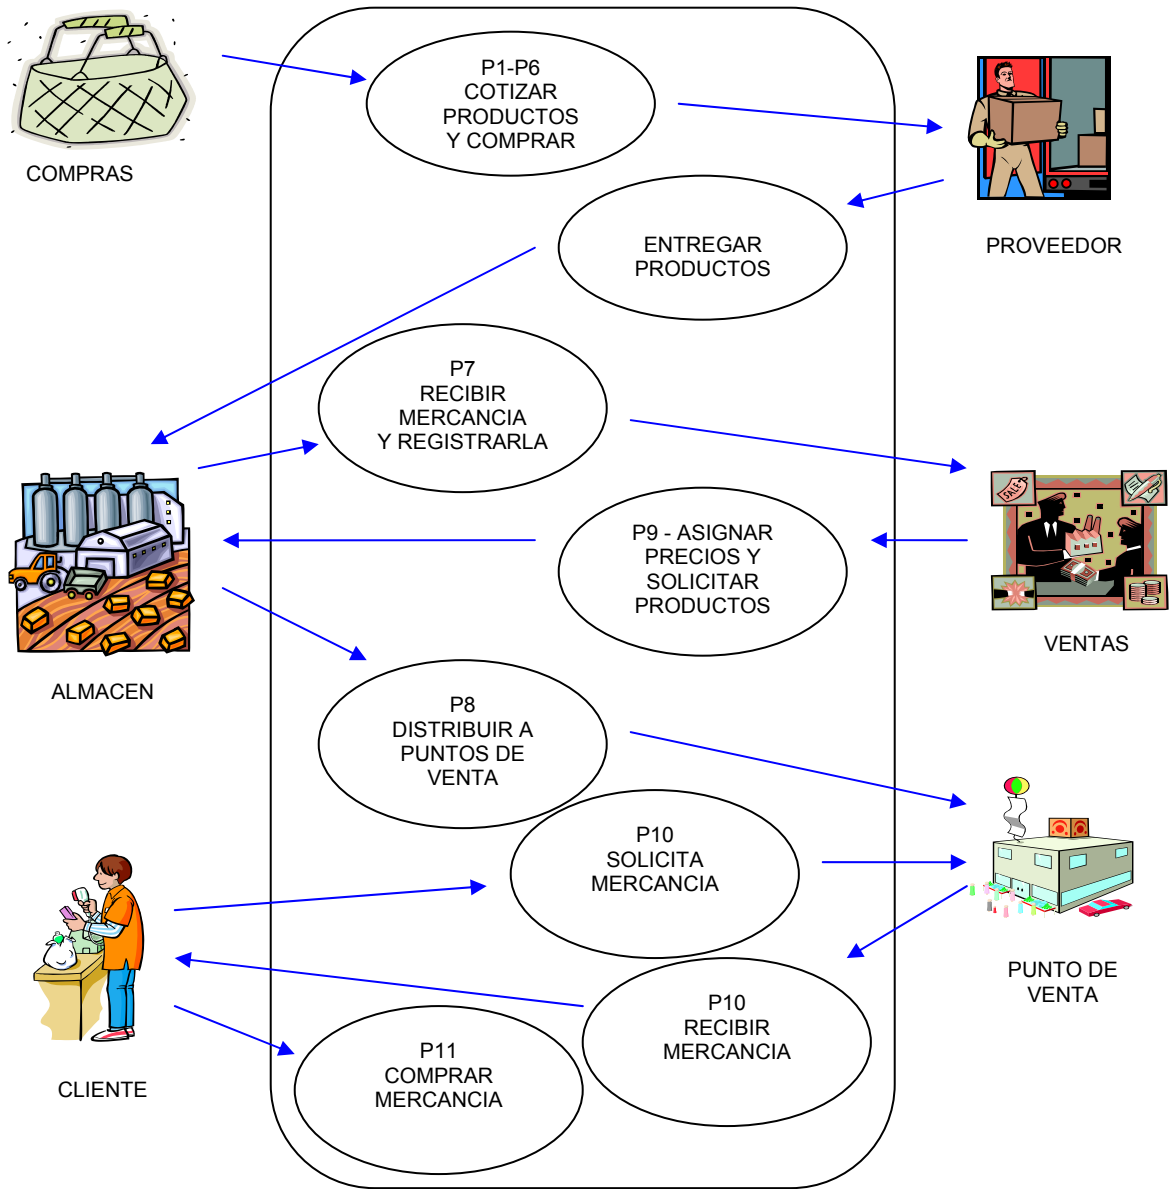 P1-P6
COTIZAR
PRODUCTOS
Y COMPRAR
COMPRAS
PROVEEDOR
ENTREGAR
PRODUCTOS
P7
RECIBIR
MERCANCIA
Y REGISTRARLA
SALE
P9 - ASIGNAR
PRECIOS Y
SOLICITAR
PRODUCTOS
VENTAS
ALMACEN
P8
DISTRIBUIR A
PUNTOS DE
VENTA
P10
SOLICITA
MERCANCIA
PUNTO DE
VENTA
P10
RECIBIR
MERCANCIA
P11
COMPRAR
MERCANCIA
CLIENTE